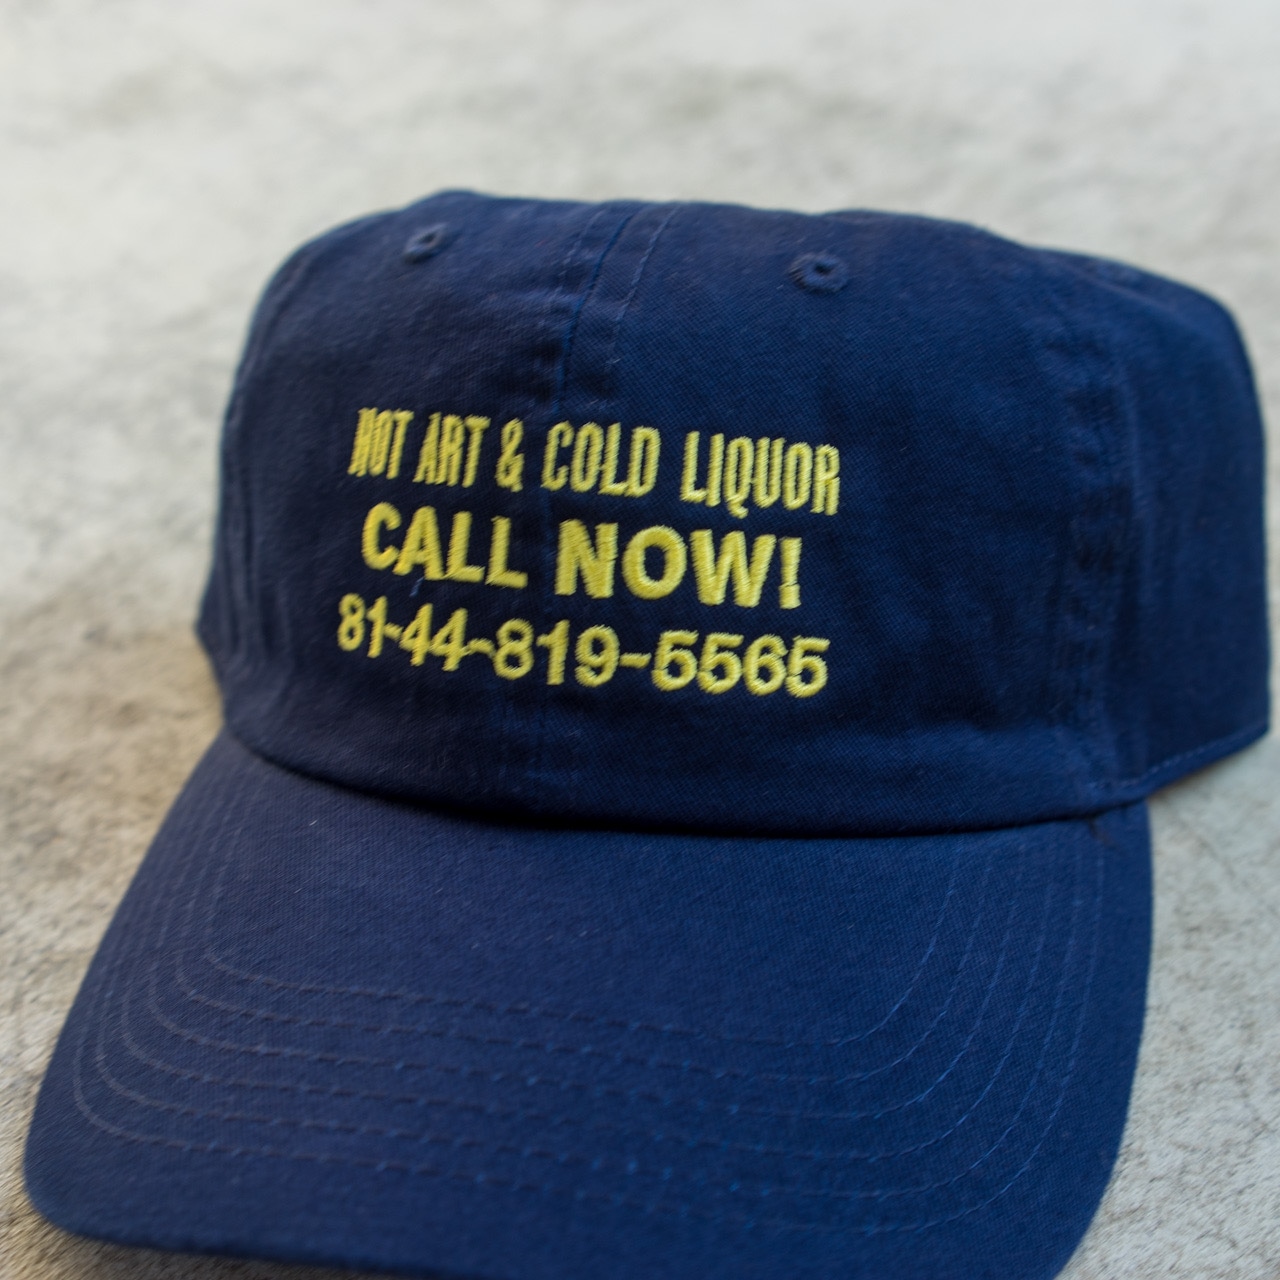 HOT ART & COLD LIQUOR
CALL NOW!
81-44-819-5565